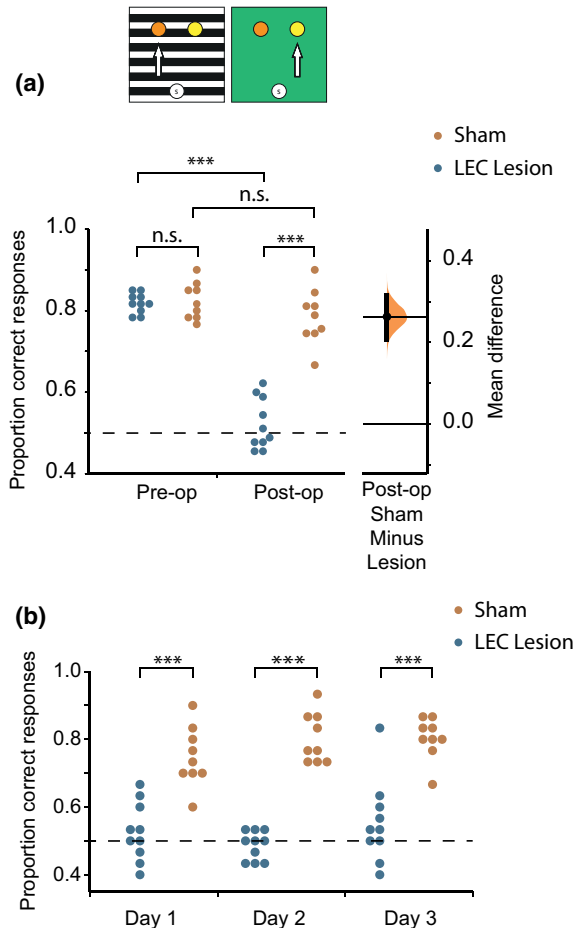 s s
(a)
Sham
LEC Lesion
***
n.s.
n.s. ***
1.0
0.8
0.6
0.4
Proportion correct responses
Pre-op Post-op
0.4
0.2
0.0
Mean difference
Post-op
Sham
Minus
Lesion
(b)
Sham
LEC Lesion
*** *** ***
1.0
0.8
0.6
0.4
Proportion correct responses
Day 1 Day 2 Day 3